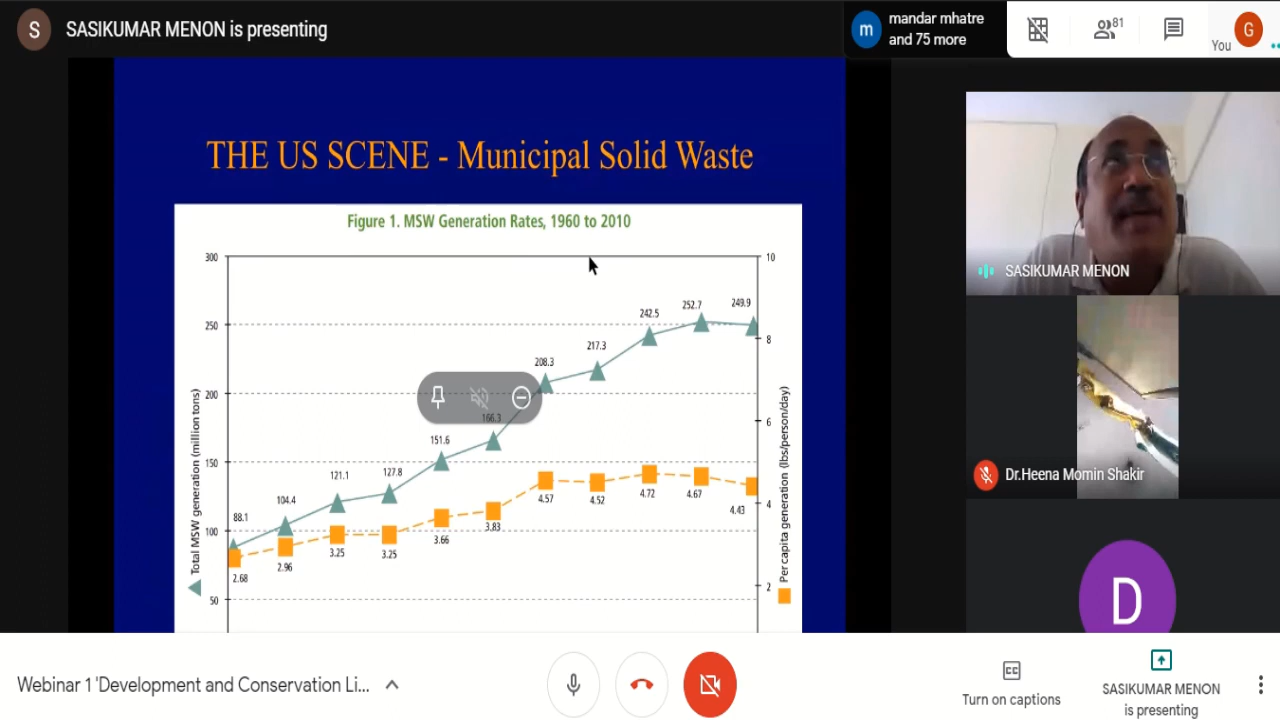 S
SASIKUMAR MENON is presenting
m
mandar mhatre
and 75 more
81
You
G
THE US SCENE - Municipal Solid Waste
Figure 1. MSW Generation Rates, 1960 to 2010
300
250
200
150
100
50
Total MSW generation (million tons)
10
8
6
4
2
Per capita generation (lbs/person/day)
88.1
104.4
121.1
127.8
151.6
166.3
208.3
217.3
242.5
252.7
249.9
2.68
2.96
3.25
3.25
3.66
3.83
4.57
4.52
4.72
4.67
4.43
SASIKUMAR MENON
Dr.Heena Momin Shakir
D
Webinar 1 'Development and Conservation Li...
CC
Turn on captions
SASIKUMAR MENON
is presenting